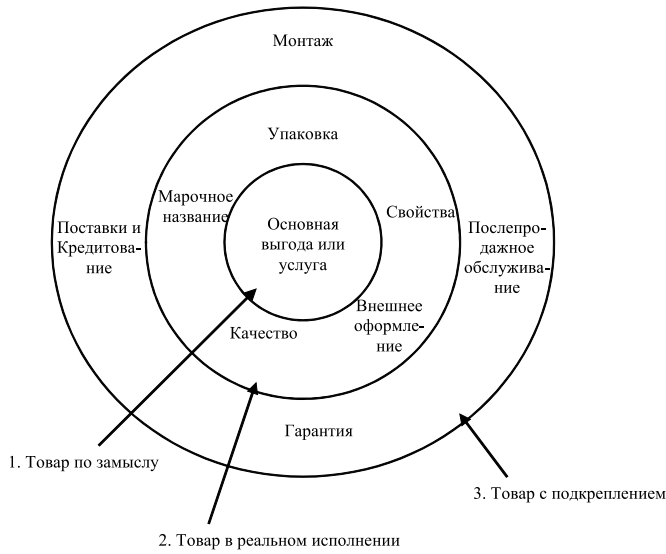 Монтаж
Упаковка
Марочное
название
Свойства
Основная
выгода или
услуга
Поставки и
Кредитова-
ние
Послепро-
дажное
обслужива-
ние
Внешнее
оформле-
ние
Качество
Гарантия
1. Товар по замыслу
3. Товар с подкреплением
2. Товар в реальном исполнении